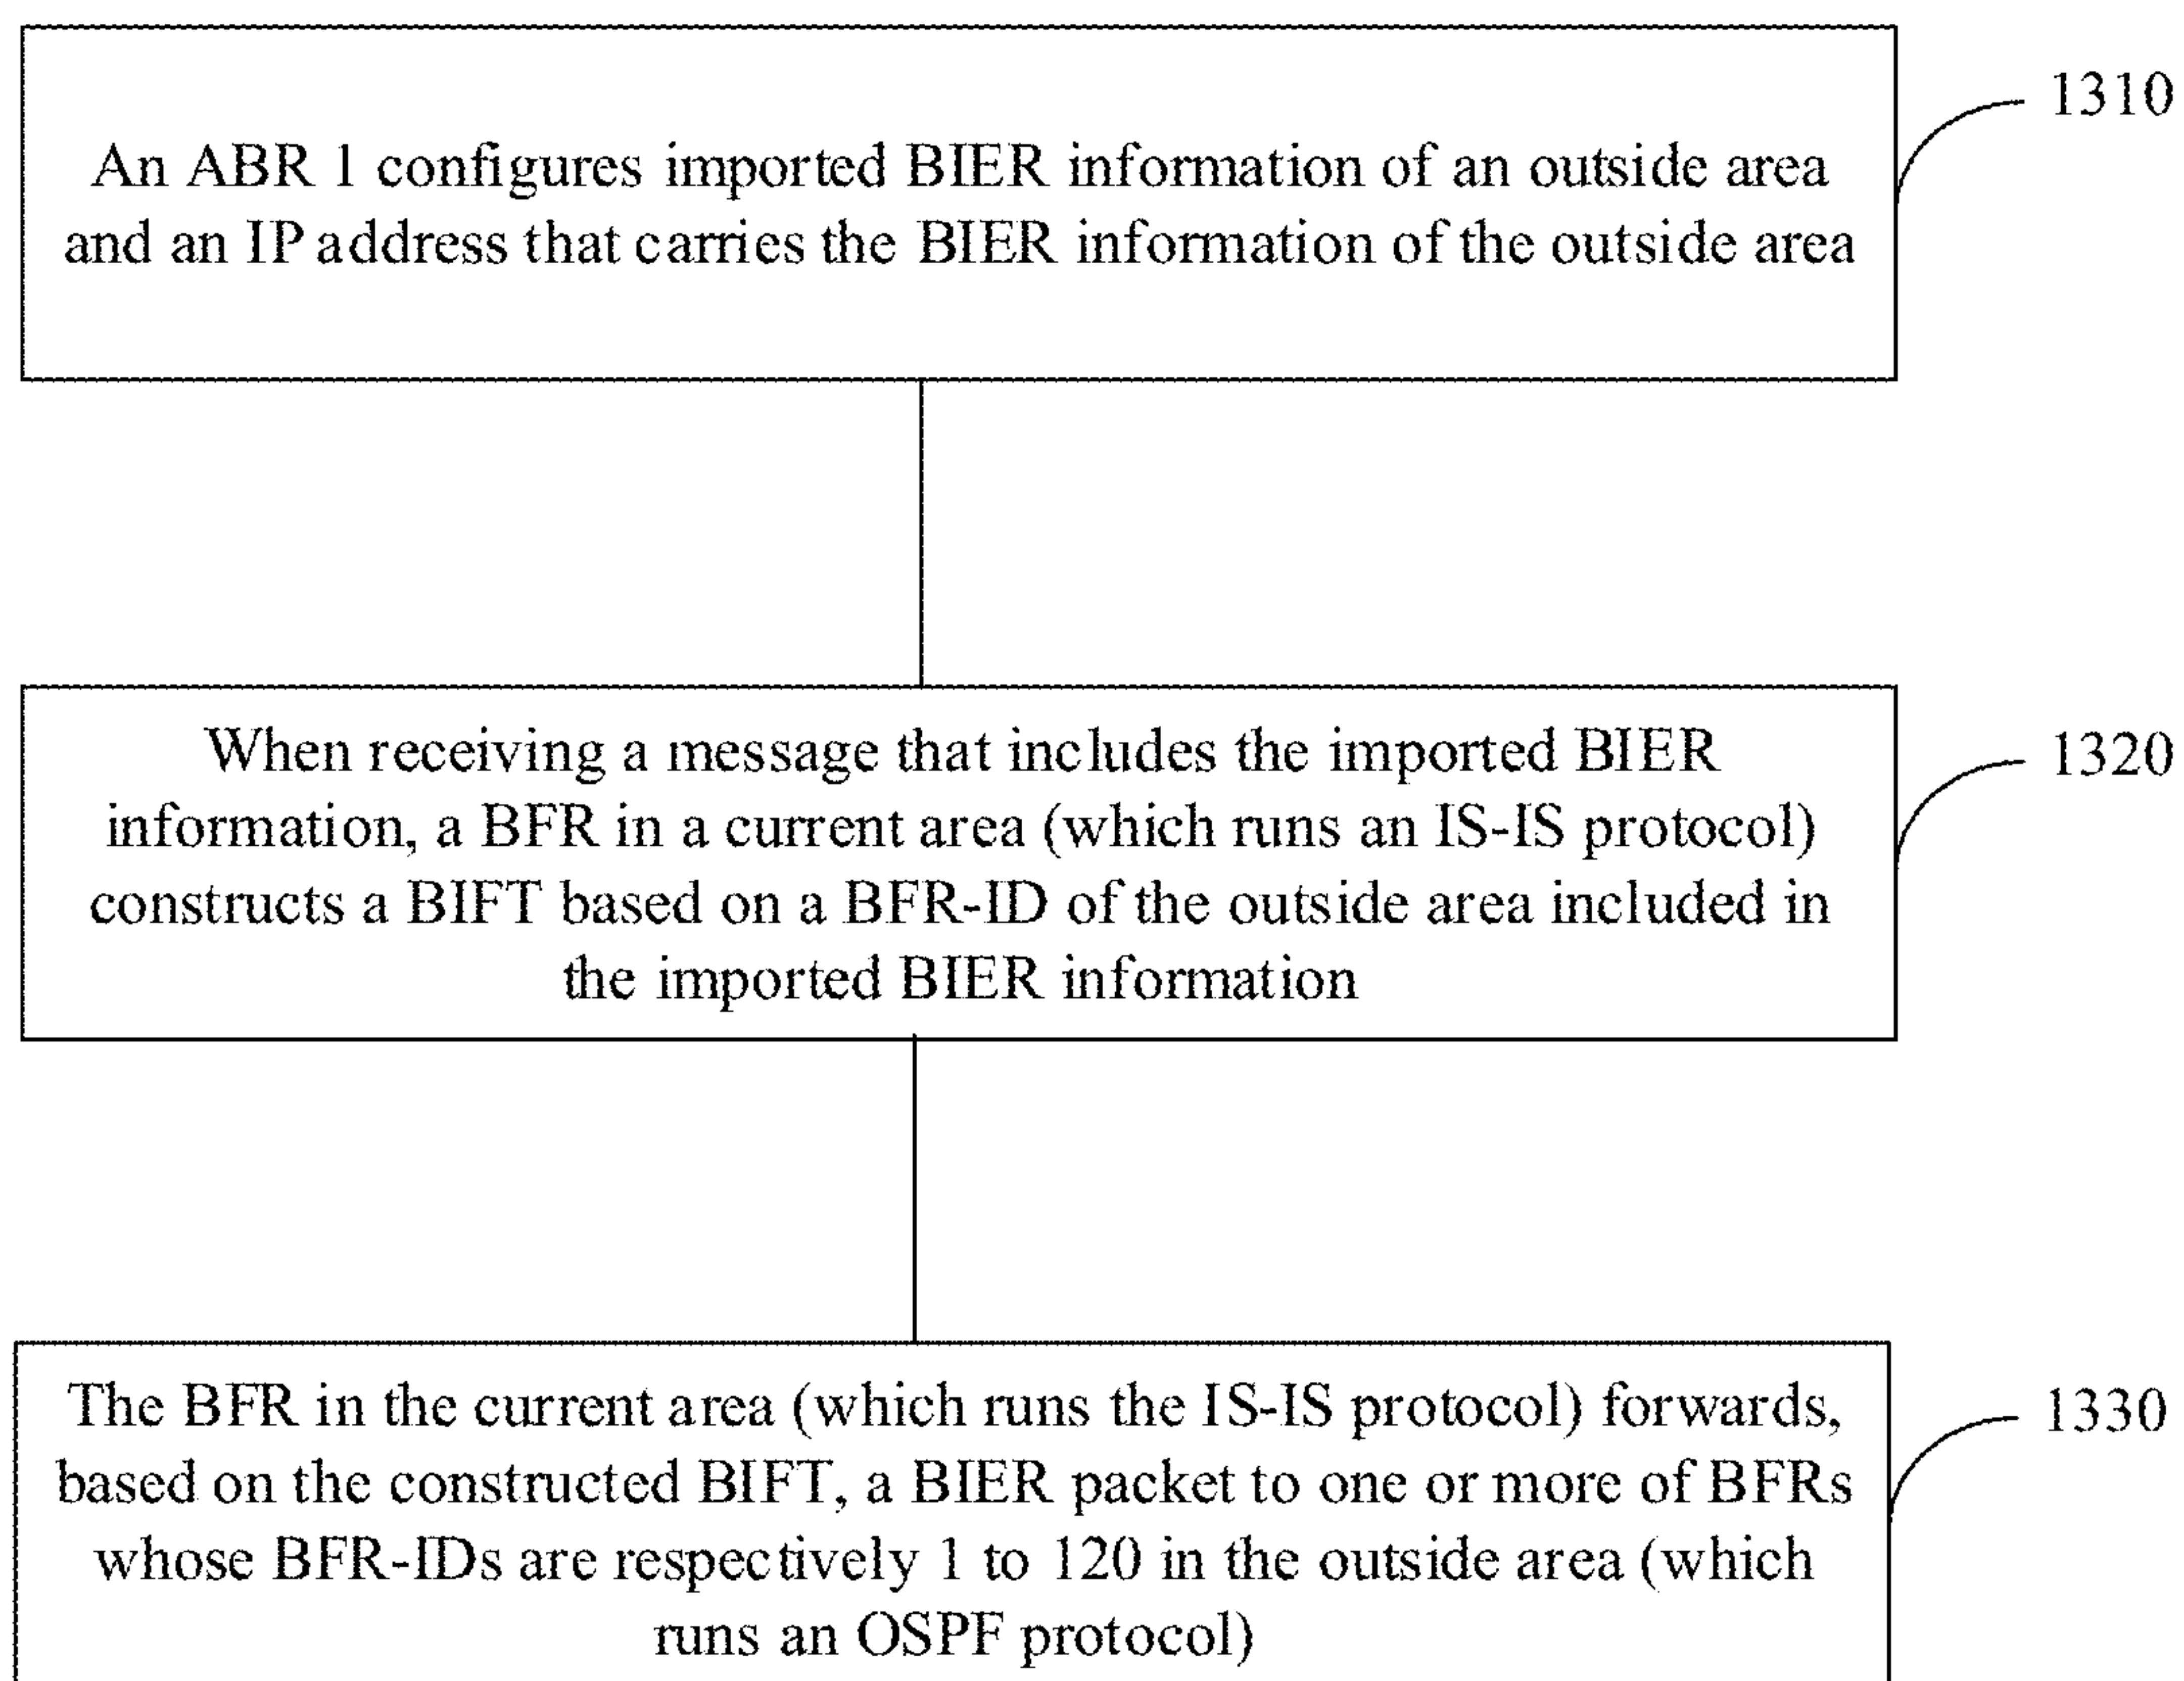 An ABR 1 configures imported BIER information of an outside area
and an IP address that carries the BIER information of the outside area
1310
When receiving a message that includes the imported BIER
information, a BFR in a current area (which runs an IS-IS protocol)
constructs a BIFT based on a BFR-ID of the outside area included in
the imported BIER information
1320
The BFR in the current area (which runs the IS-IS protocol) forwards,
based on the constructed BIFT, a BIER packet to one or more of BFRs
whose BFR-IDs are respectively 1 to 120 in the outside area (which
runs an OSPF protocol)
1330